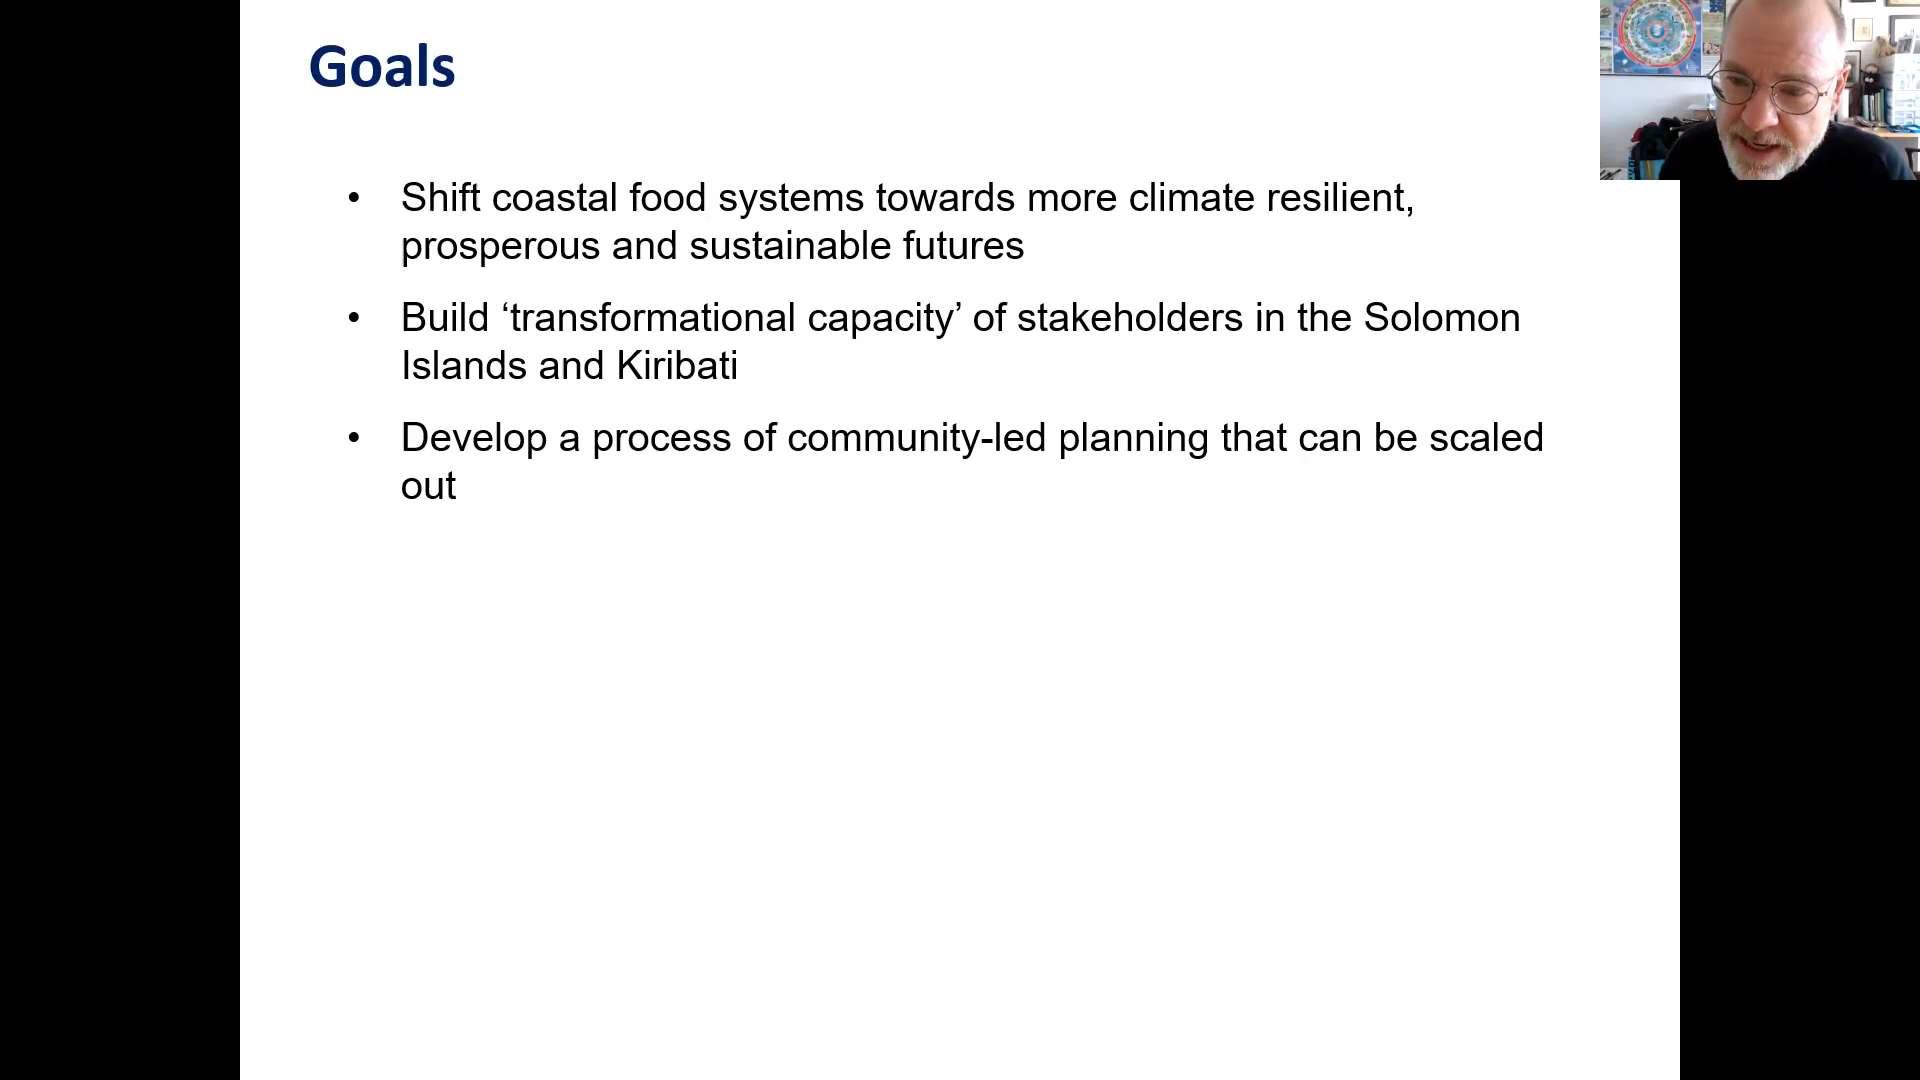 Goals
• Shift coastal food systems towards more climate resilient,
prosperous and sustainable futures
• Build ‘transformational capacity’ of stakeholders in the Solomon
Islands and Kiribati
• Develop a process of community-led planning that can be scaled
out